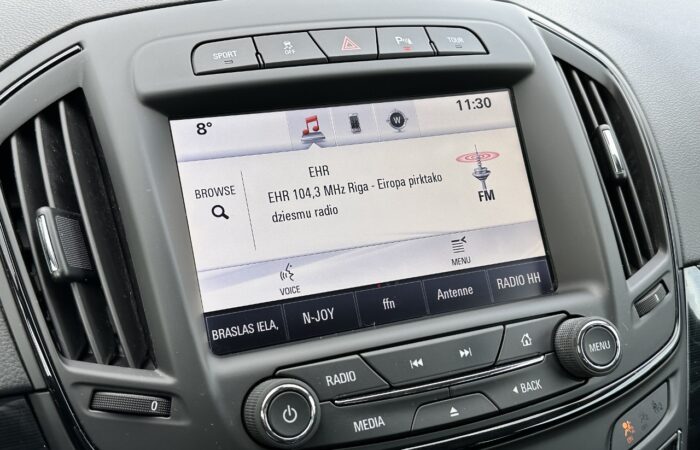 SPORT
OFF
P
TOUR
8°
W
11:30
EHR
BROWSE
EHR 104,3 MHz Riga - Eiropa pirktako
dziesmu radio
FM
VOICE
MENU
BRASLAS IELA,
N-JOY
ffn
Antenne
RADIO HH
RADIO
MENU
BACK
MEDIA
0